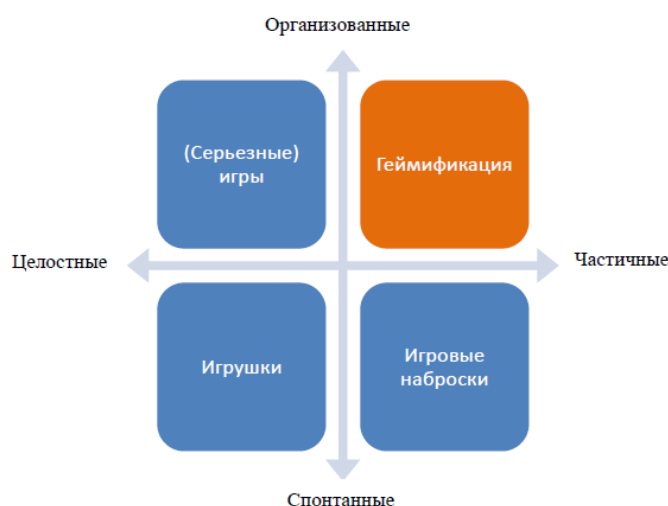 Организованные
(Серьезные)
игры
Геймификация
Целостные
Частичные
Игрушки
Игровые
наброски
Спонтанные